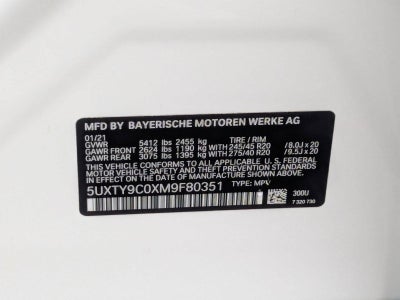 MFD BY BAYERISCHE MOTOREN WERKE AG
01/21
GVWR 5412 lbs 2455 kg TIRE / RIM
GAWR FRONT 2624 lbs 1190 kg WITH 245/45 R20 /8.0J x 20
GAWR REAR 3075 lbs 1395 kg WITH 275/40 R20 /9.5J x 20
THIS VEHICLE CONFORMS TO ALL APPLICABLE U.S. FEDERAL
MOTOR VEHICLE SAFETY, BUMPER AND THEFT PREVENTION
STANDARDS IN EFFECT ON THE DATE OF MANUFACTURE SHOWN ABOVE
5UXTY9C0XM9F80351 TYPE: MPV
300U
7 320 730